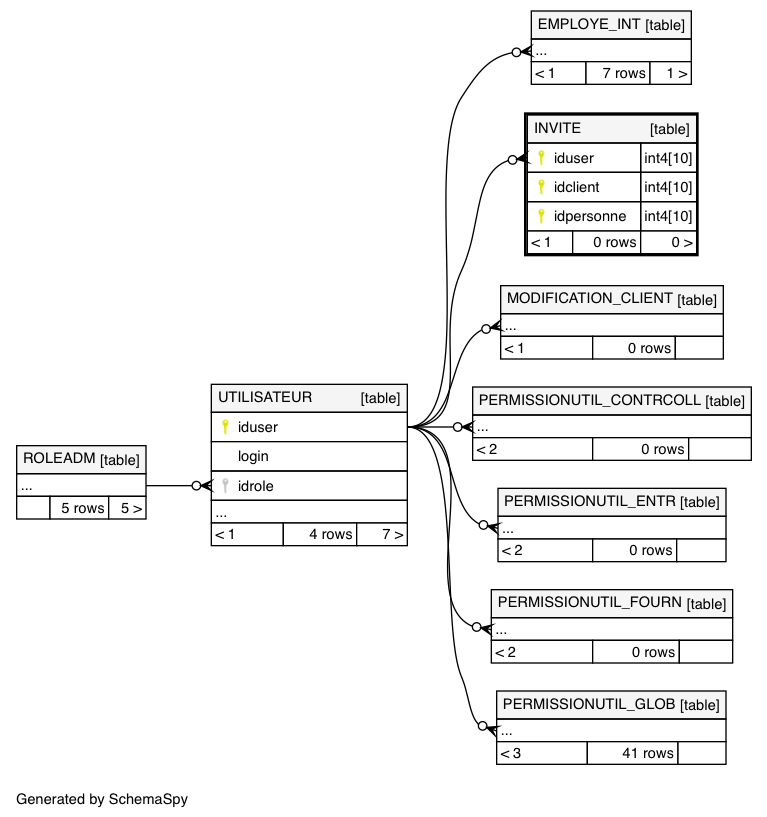 EMPLOYE_INT [table]
...
< 1 7 rows 1 >
INVITE [table]
iduser int4[10]
idclient int4[10]
idpersonne int4[10]
< 1 0 rows 0 >
MODIFICATION_CLIENT [table]
...
< 1 0 rows
UTILISATEUR [table]
iduser
login
idrole
...
< 1 4 rows 7 >
PERMISSIONUTIL_CONTRCOLL [table]
...
< 2 0 rows
ROLEADM [table]
...
5 rows 5 >
PERMISSIONUTIL_ENTR [table]
...
< 2 0 rows
PERMISSIONUTIL_FOURN [table]
...
< 2 0 rows
PERMISSIONUTIL_GLOB [table]
...
< 3 41 rows
Generated by SchemaSpy